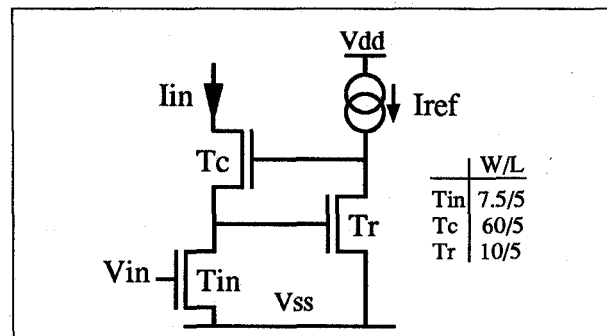 Vdd
Iin
Iref
Tc
Tr
Vin
Tin
Vss
W/L
Tin 7.5/5
Tc 60/5
Tr 10/5